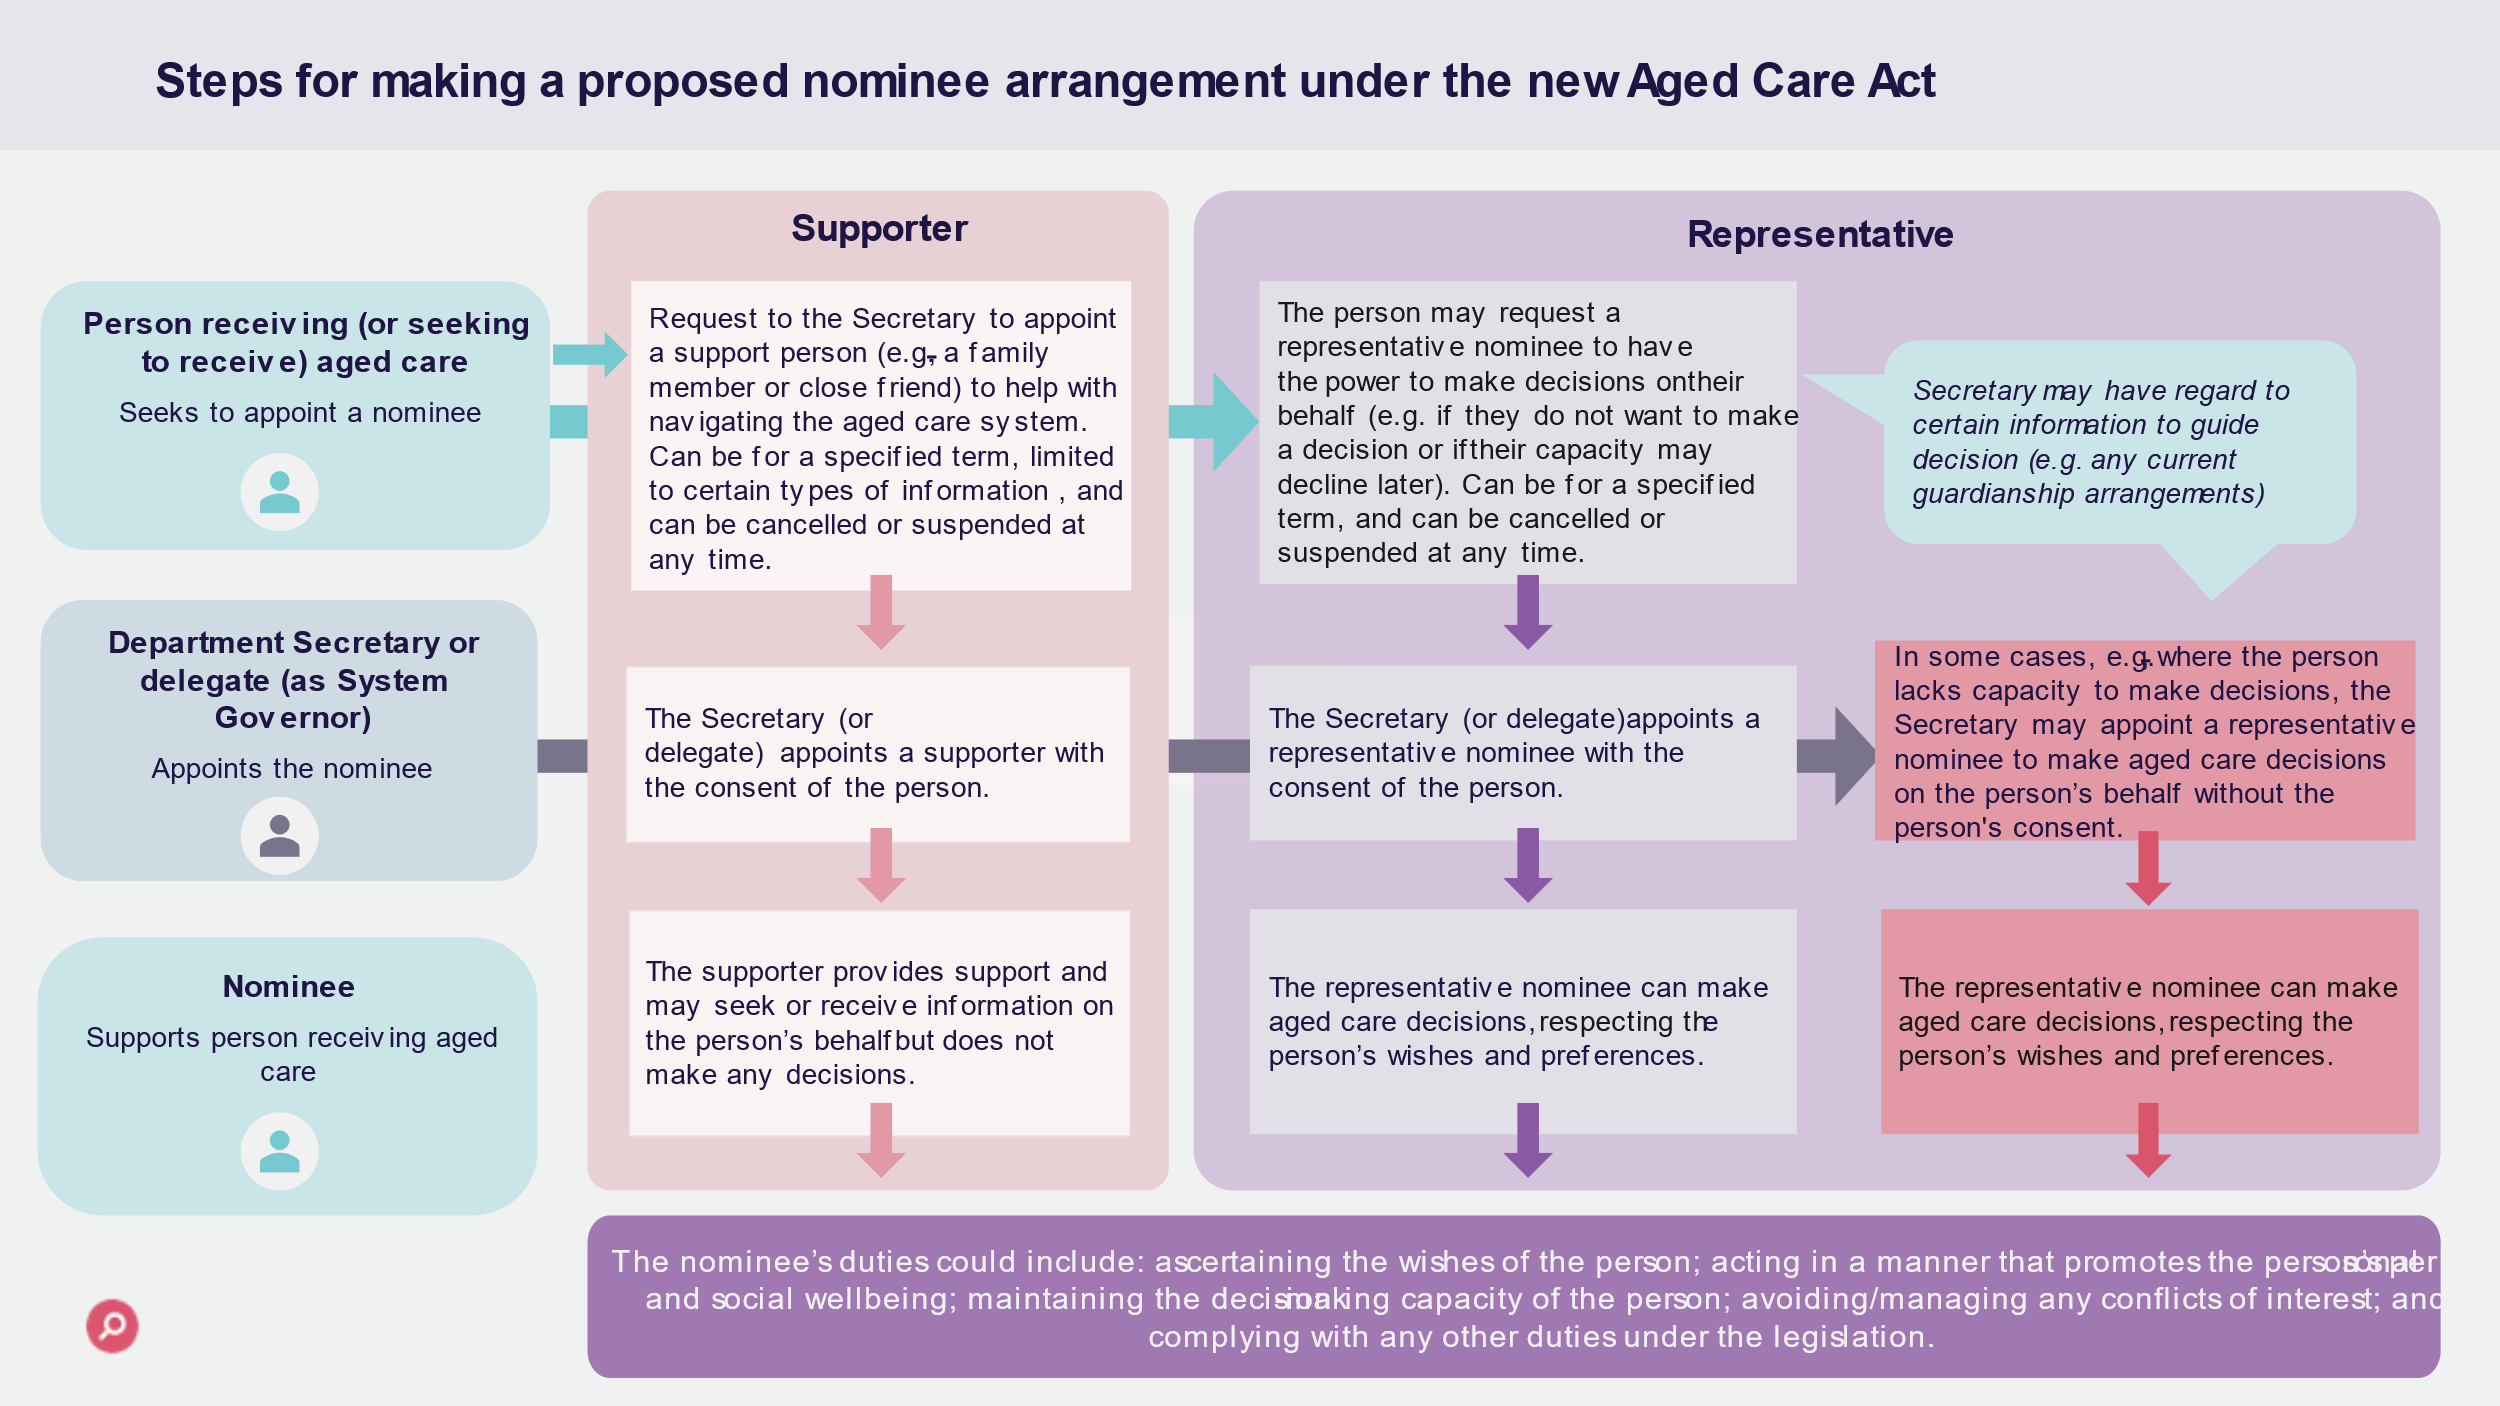 Steps for making a proposed nominee arrangement under the new Aged Care Act
Supporter
Representative
Person receiving (or seeking
to receive) aged care
Seeks to appoint a nominee
Request to the Secretary to appoint
a support person (e.g., a family
member or close friend) to help with
navigating the aged care system.
Can be for a specified term, limited
to certain types of information , and
can be cancelled or suspended at
any time.
The person may request a
representative nominee to have
the power to make decisions on their
behalf (e.g. if they do not want to make
a decision or if their capacity may
decline later). Can be for a specified
term, and can be cancelled or
suspended at any time.
Secretary may have regard to
certain information to guide
decision (e.g. any current
guardianship arrangements)
Department Secretary or
delegate (as System
Governor)
Appoints the nominee
The Secretary (or
delegate) appoints a supporter with
the consent of the person.
The Secretary (or delegate) appoints a
representative nominee with the
consent of the person.
In some cases, e.g., where the person
lacks capacity to make decisions, the
Secretary may appoint a representative
nominee to make aged care decisions
on the person’s behalf without the
person's consent.
Nominee
Supports person receiving aged
care
The supporter provides support and
may seek or receive information on
the person’s behalf but does not
make any decisions.
The representative nominee can make
aged care decisions, respecting the
person’s wishes and preferences.
The representative nominee can make
aged care decisions, respecting the
person’s wishes and preferences.
The nominee’s duties could include: ascertaining the wishes of the person; acting in a manner that promotes the person’s personal
and social wellbeing; maintaining the decision-making capacity of the person; avoiding/managing any conflicts of interest; and
complying with any other duties under the legislation.